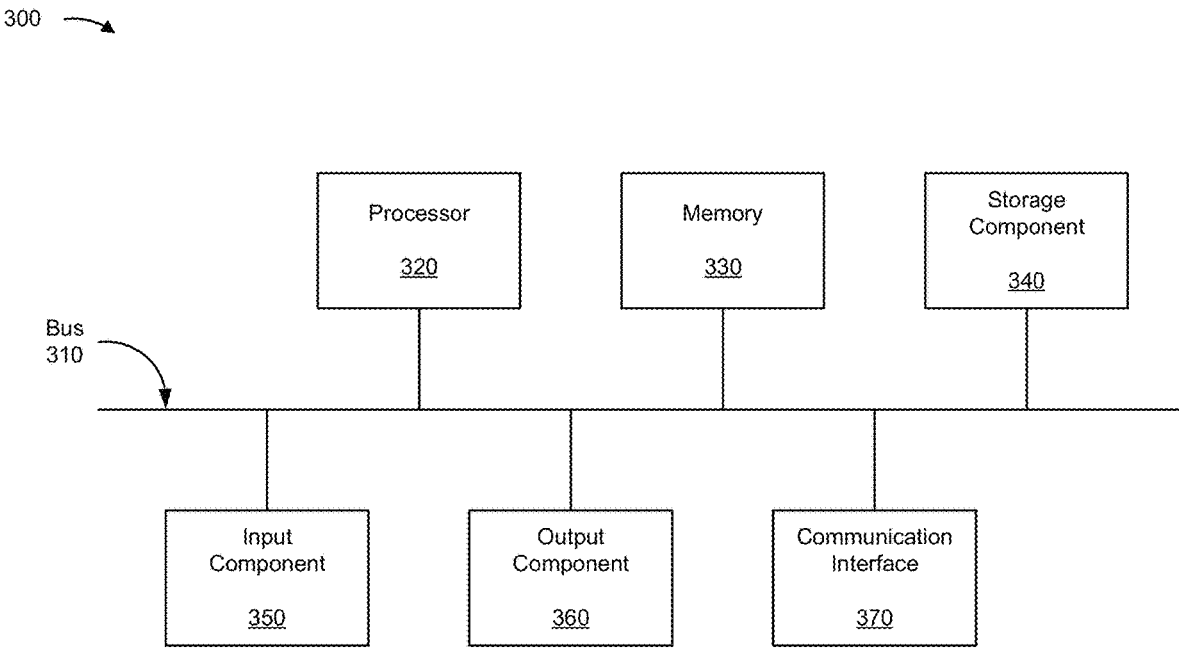 300
Processor
320
Memory
330
Storage
Component
340
Bus
310
Input
Component
350
Output
Component
360
Communication
Interface
370